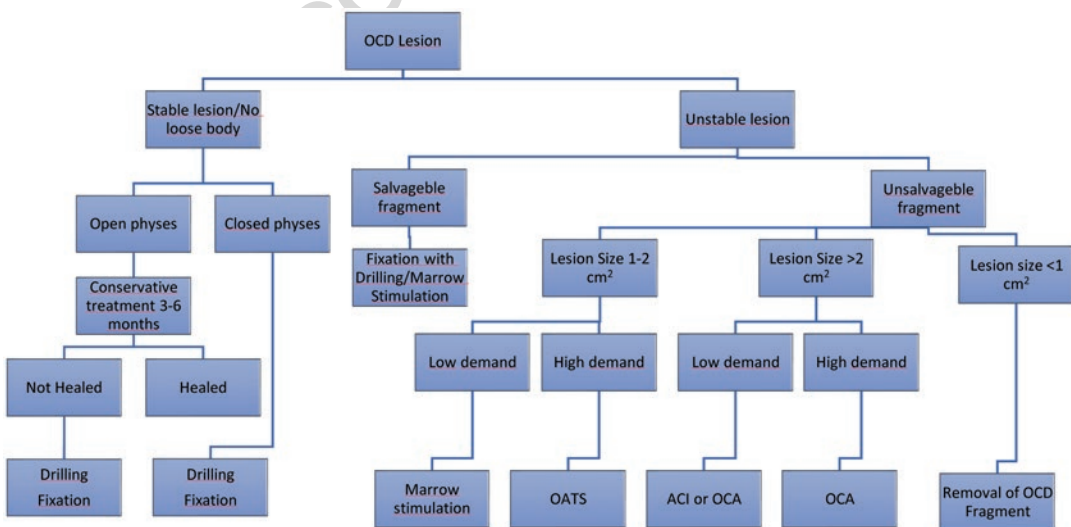 OCD Lesion
Stable lesion/No
loose body
Unstable lesion
Salvageble
fragment
Unsalvageble
fragment
Open physes
Closed physes
Fixation with
Drilling/Marrow
Stimulation
Lesion Size 1-2
cm²
Lesion Size >2
cm²
Lesion size <1
cm²
Conservative
treatment 3-6
months
Not Healed
Healed
Low demand
High demand
Low demand
High demand
Drilling
Fixation
Drilling
Fixation
Marrow
stimulation
OATS
ACI or OCA
OCA
Removal of OCD
Fragment